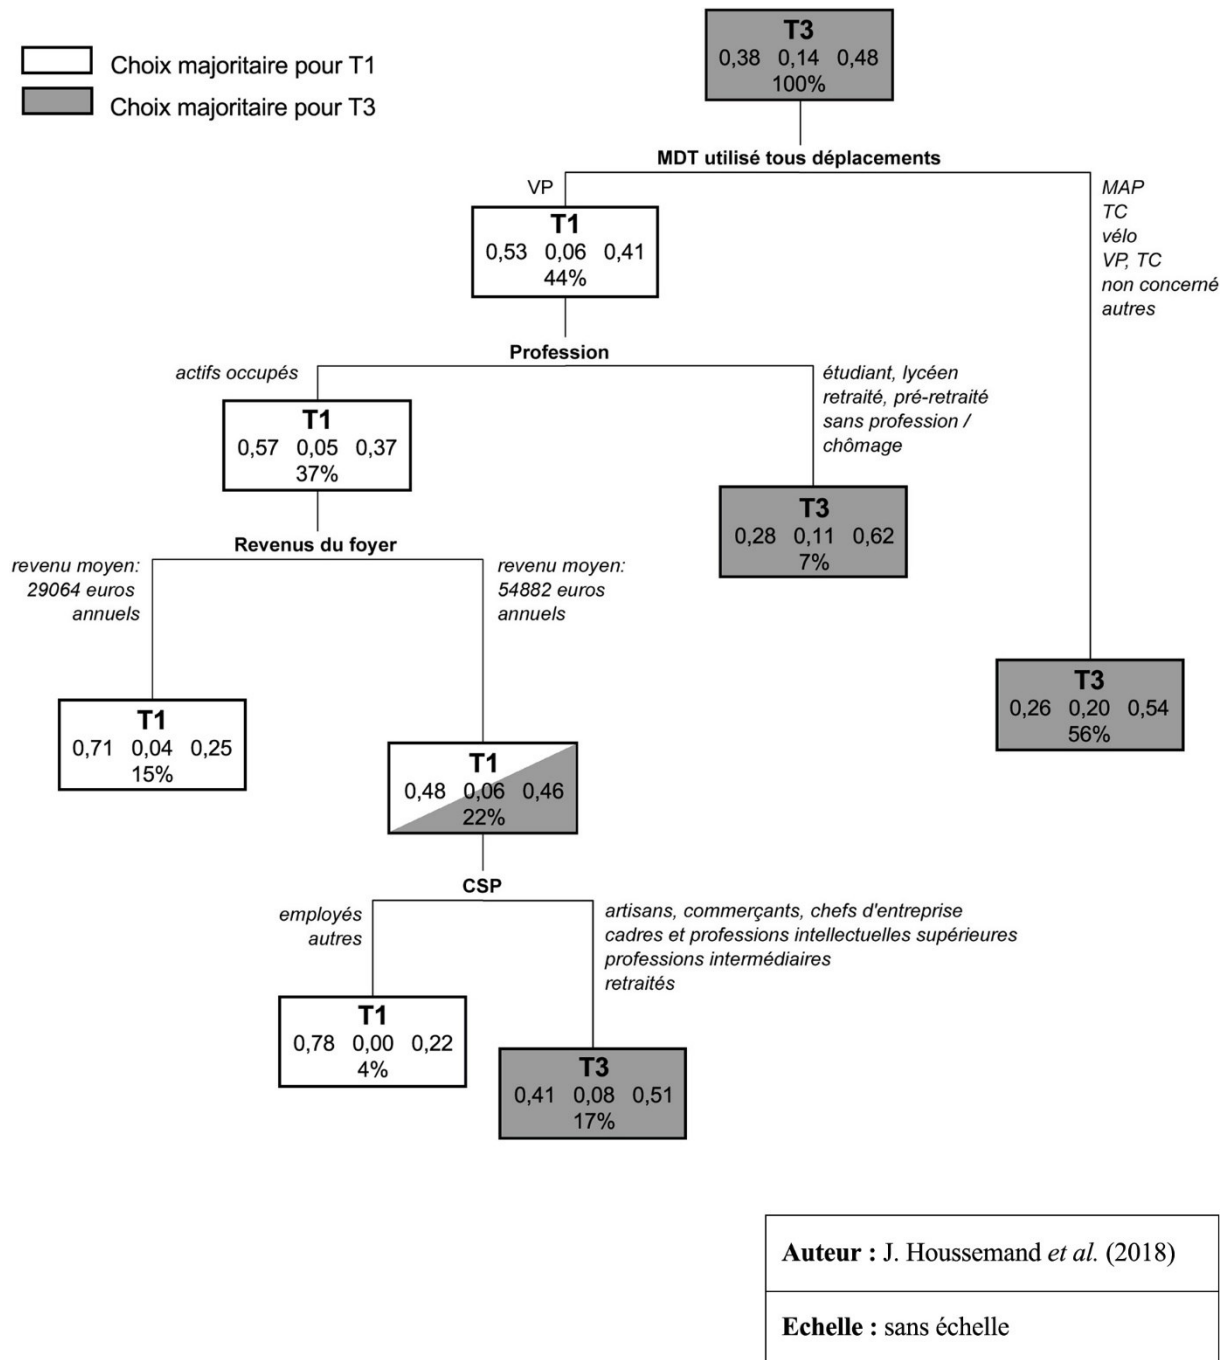 Choix majoritaire pour T1
Choix majoritaire pour T3
T3
0,38 0,14 0,48
100%
MDT utilisé tous déplacements
VP
MAP
TC
vélo
VP, TC
non concerné
autres
T1
0,53 0,06 0,41
44%
Profession
actifs occupés
étudiant, lycéen
retraité, pré-retraité
sans profession /
chômage
T1
0,57 0,05 0,37
37%
T3
0,28 0,11 0,62
7%
Revenus du foyer
revenu moyen:
29064 euros
annuels
revenu moyen:
54882 euros
annuels
T3
0,26 0,20 0,54
56%
T1
0,71 0,04 0,25
15%
T1
0,48 0,06 0,46
22%
CSP
employés
autres
artisans, commerçants, chefs d'entreprise
cadres et professions intellectuelles supérieures
professions intermédiaires
retraités
T1
0,78 0,00 0,22
4%
T3
0,41 0,08 0,51
17%
Auteur : J. Houssemand et al. (2018)
Echelle : sans échelle